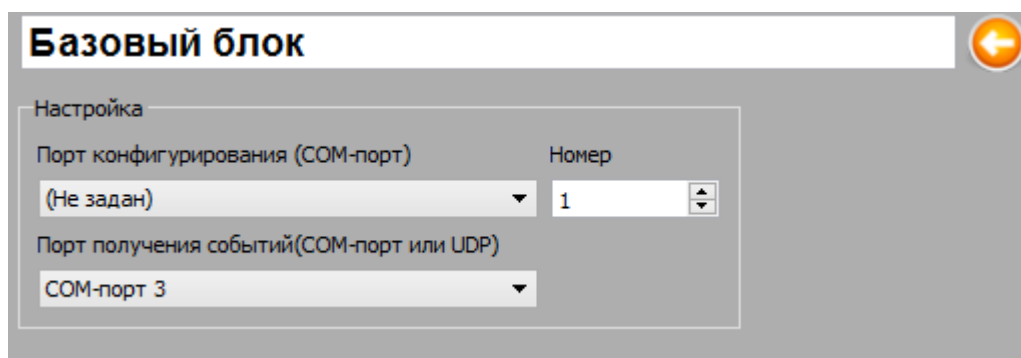 Базовый блок
Настройка
Порт конфигурирования (COM-порт) Номер
(Не задан) 1
Порт получения событий(COM-порт или UDP)
COM-порт 3